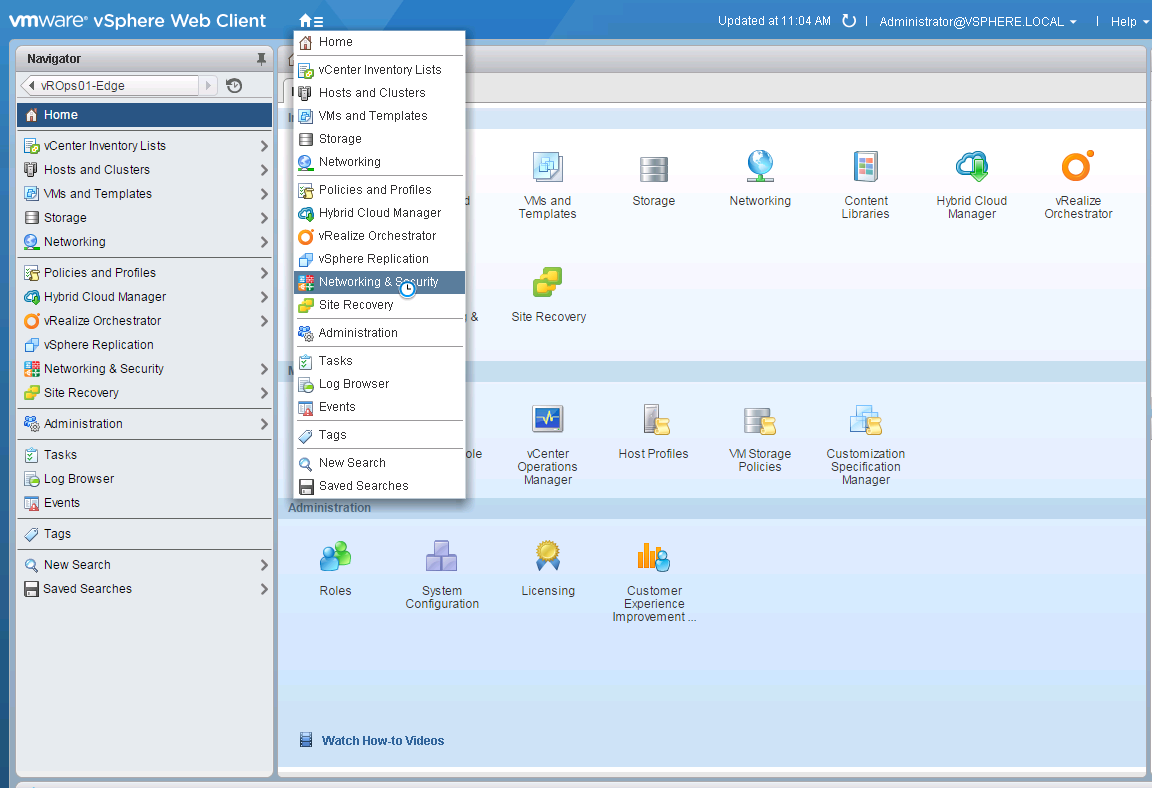 vmware® vSphere Web Client
Updated at 11:04 AM
Administrator@VSPHERE.LOCAL
Help
Navigator
vROps01-Edge
Home
vCenter Inventory Lists
Hosts and Clusters
VMs and Templates
Storage
Networking
Policies and Profiles
Hybrid Cloud Manager
vRealize Orchestrator
vSphere Replication
Networking & Security
Site Recovery
Administration
Tasks
Log Browser
Events
Tags
New Search
Saved Searches
Home
vCenter Inventory Lists
Hosts and Clusters
VMs and Templates
Storage
Networking
Policies and Profiles
Hybrid Cloud Manager
vRealize Orchestrator
vSphere Replication
Networking & Security
Site Recovery
Administration
Tasks
Log Browser
Events
Tags
New Search
Saved Searches
VMs and
Templates
Storage
Networking
Content
Libraries
Hybrid Cloud
Manager
vRealize
Orchestrator
&
Site Recovery
vCenter
Operations
Manager
Host Profiles
VM Storage
Policies
Customization
Specification
Manager
Administration
Roles
System
Configuration
Licensing
Customer
Experience
Improvement ...
Watch How-to Videos